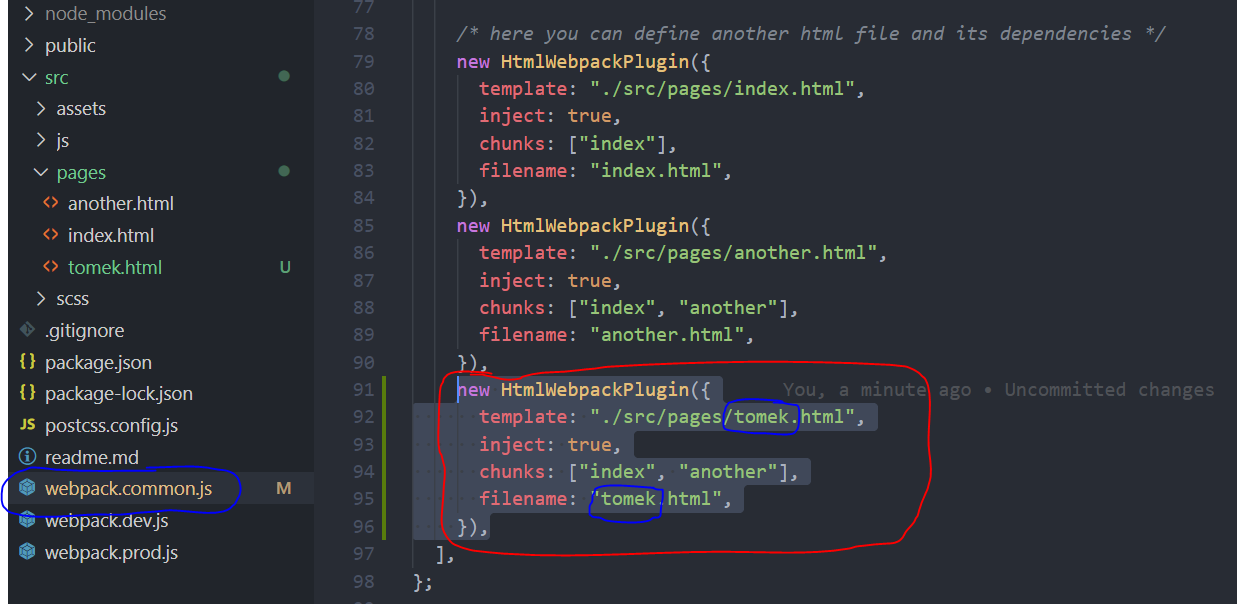 node_modules
public
src
assets
js
pages
another.html
index.html
tomek.html U
scss
.gitignore
package.json
package-lock.json
JS postcss.config.js
readme.md
webpack.common.js M
webpack.dev.js
webpack.prod.js
77
78 /* here you can define another html file and its dependencies */
79 new HtmlWebpackPlugin({
80 template: "./src/pages/index.html",
81 inject: true,
82 chunks: ["index"],
83 filename: "index.html",
84 }),
85 new HtmlWebpackPlugin({
86 template: "./src/pages/another.html",
87 inject: true,
88 chunks: ["index", "another"],
89 filename: "another.html",
90 }),
91 new HtmlWebpackPlugin({ You, a minute ago • Uncommitted changes
92 template: "./src/pages/tomek.html",
93 inject: true,
94 chunks: ["index", "another"],
95 filename: "tomek.html",
96 }),
97 ],
98 };